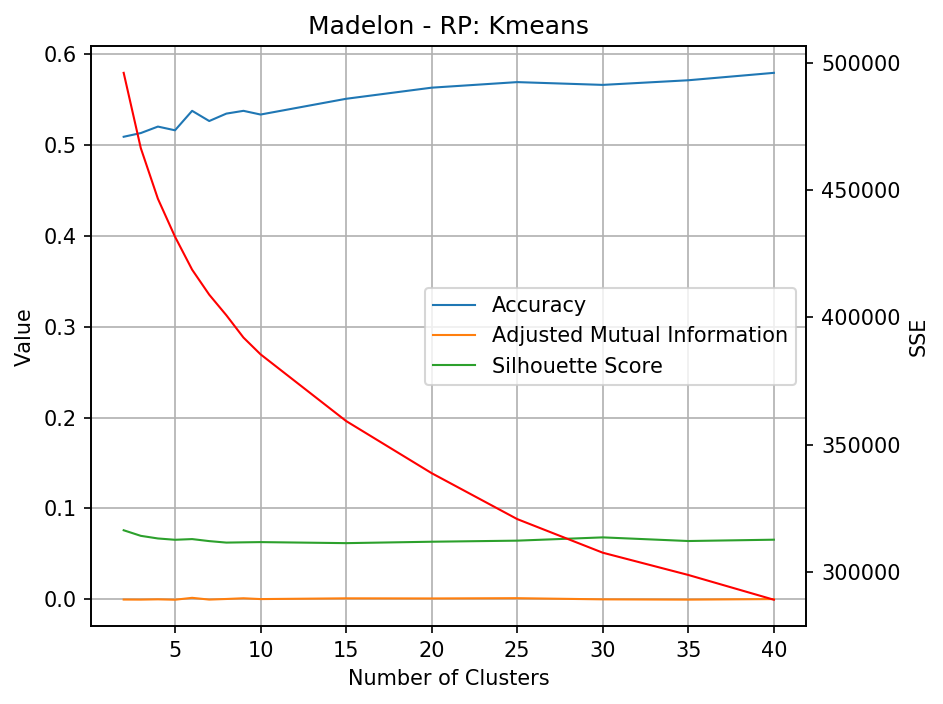 Madelon - RP: Kmeans
0.6
0.5
0.4
0.3
0.2
0.1
0.0
Value
500000
450000
400000
350000
300000
SSE
Accuracy
Adjusted Mutual Information
Silhouette Score
5 10 15 20 25 30 35 40
Number of Clusters